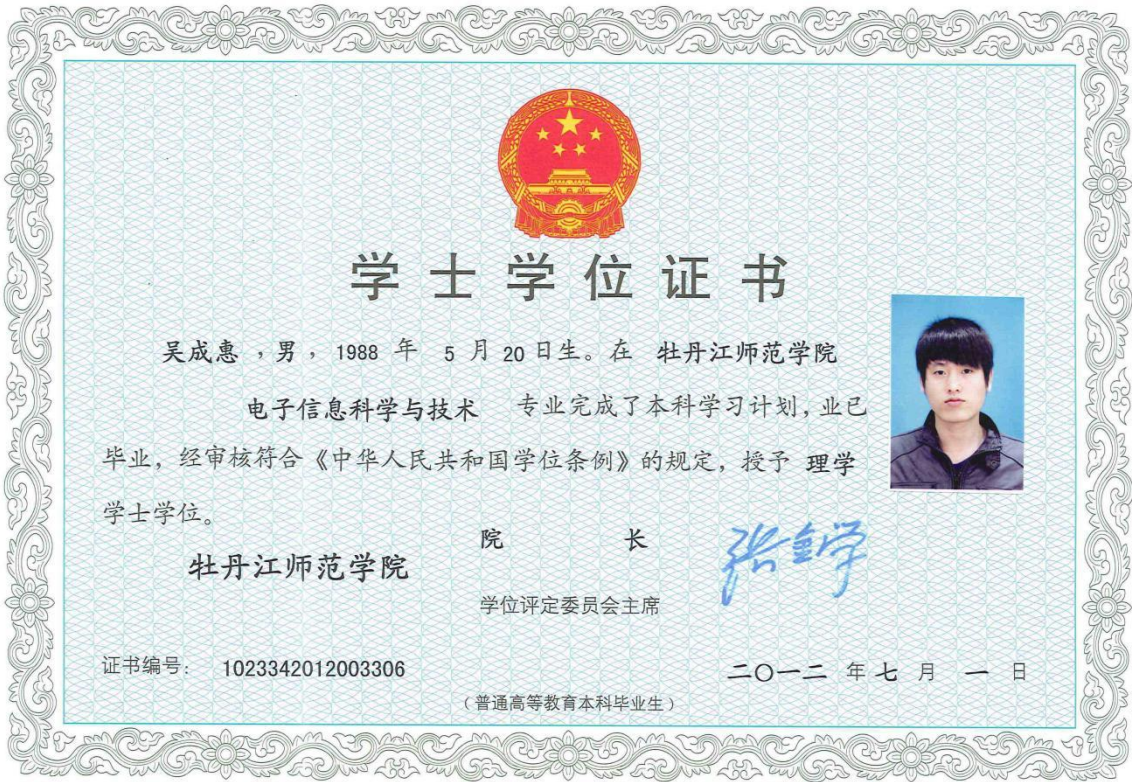 学士学位证书
吴成惠，男，1988 年 5 月 20 日生。在 牡丹江师范学院
电子信息科学与技术 专业完成了本科学习计划，业已
毕业，经审核符合《中华人民共和国学位条例》的规定，授予 理学
学士学位。
院 长
张金学
牡丹江师范学院
学位评定委员会主席
证书编号： 1023342012003306
二〇一二 年 七 月 一 日
（普通高等教育本科毕业生）